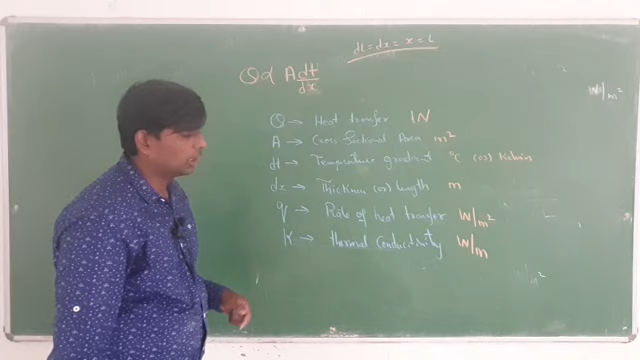 dt = dx = x = L
Q α A dt/dx
W/m²
Q → Heat transfer W
A → Cross Sectional Area m²
dt → Temperature gradient °C (or) Kelvin
dx → Thickness (or) length m
q → Rate of heat transfer W/m²
K → Thermal Conductivity W/m
W/m²